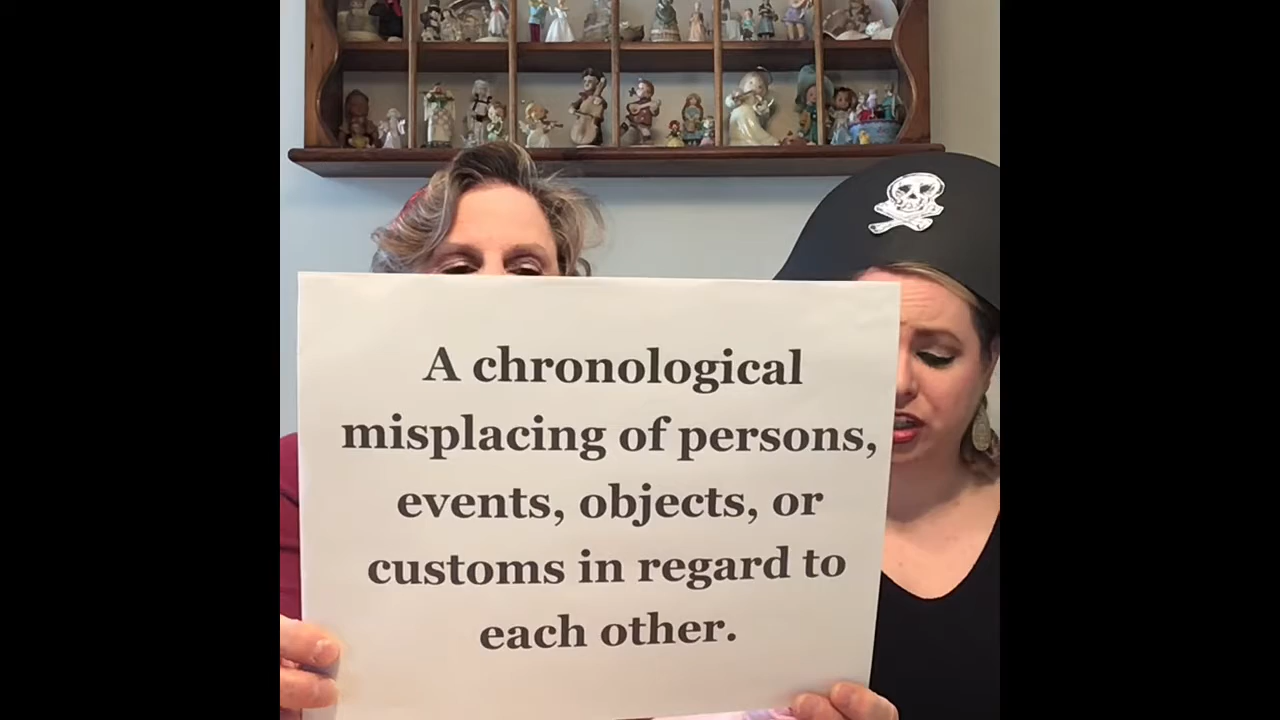 A chronological
misplacing of persons,
events, objects, or
customs in regard to
each other.